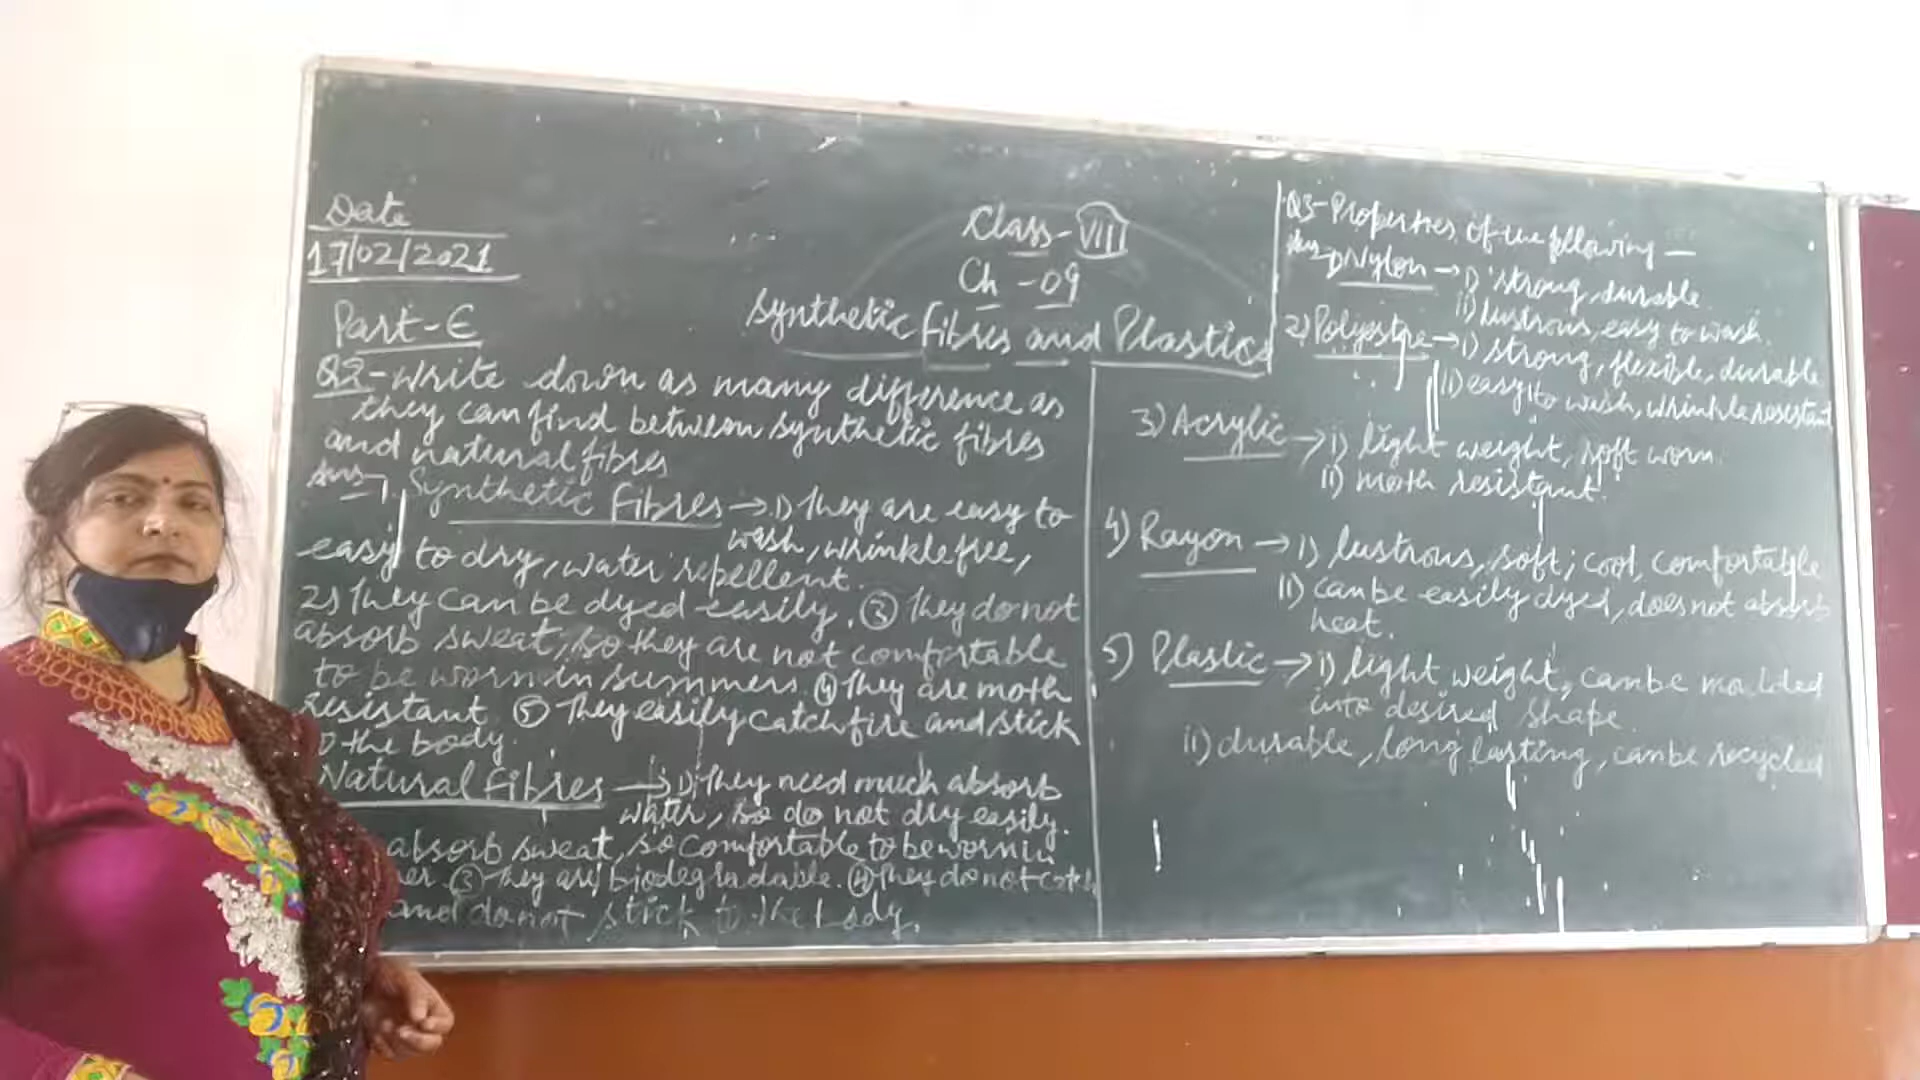 Date
17/02/2021
Part-E
Class-VIII
Ch-09
Synthetic Fibres and Plastics
Q2-Write down as many difference as
they can find between synthetic fibres
and natural fibres
Ans→ Synthetic Fibres →1) They are easy to
wash, wrinkle free,
easy to dry, water repellent.
2) They can be dyed easily. ③ They do not
absorb sweat, so they are not comfortable
to be worn in summers. ④ They are moth
resistant. ⑤ They easily catch fire and stick
the body.
Natural Fibres →1) They need much absorb
water, so do not dry easily.
absorb sweat, so comfortable to be worn in
③ They are biodegradable. ④ They do not catch
and do not stick to the body.
Q3-Properties of the following —
Ans→1) Nylon → i) strong, durable
ii) lustrous, easy to wash.
2) Polyestre → i) strong, flexible, durable
ii) easy to wash, wrinkle resistant
3) Acrylic → i) light weight, soft worn.
ii) moth resistant.
4) Rayon → i) lustrous, soft, cool, comfortable
ii) can be easily dyed, does not absorb
heat.
5) Plastic → i) light weight, can be molded
into desired shape
ii) durable, long lasting, can be recycled